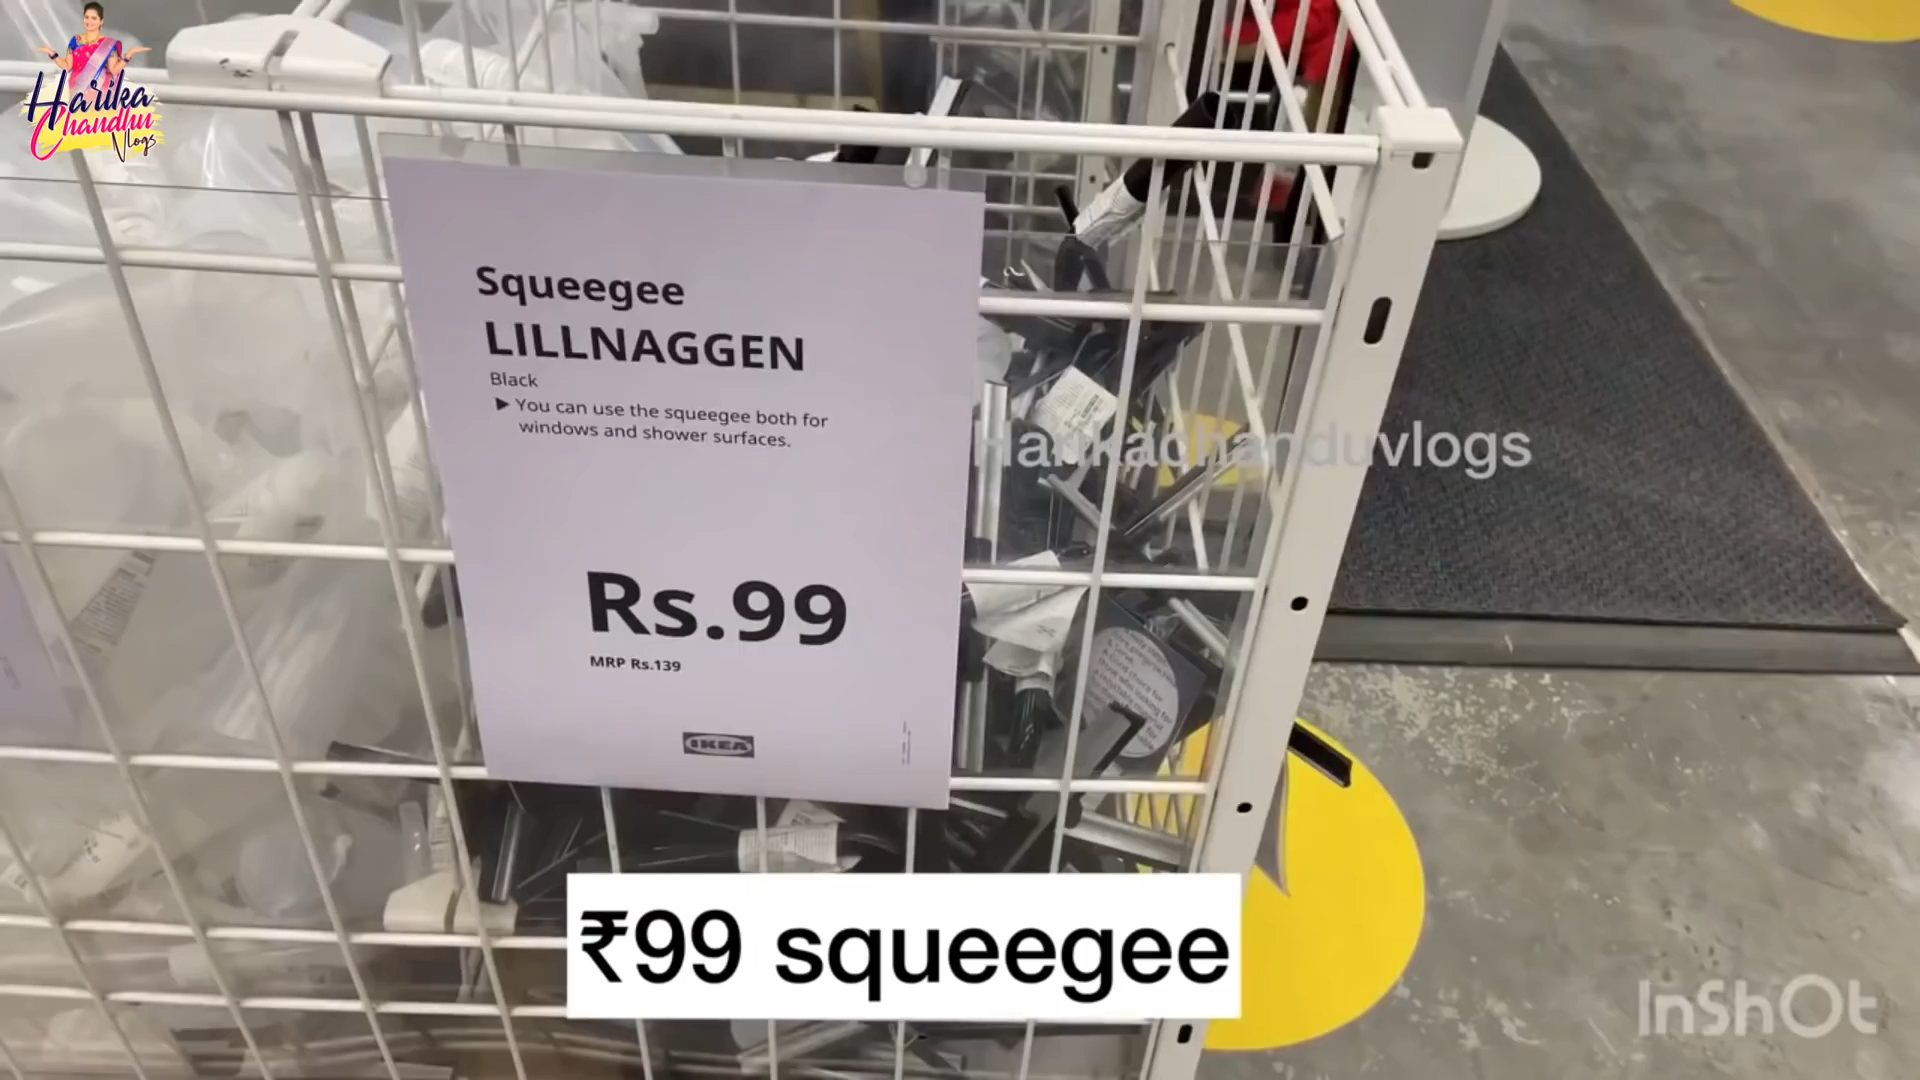 Harika
Chandhu
Vlogs
Squeegee
LILLNAGGEN
Black
▶ You can use the squeegee both for
windows and shower surfaces.
Rs.99
MRP Rs.139
IKEA
Harikachanduvlogs
₹99 squeegee
InShOt